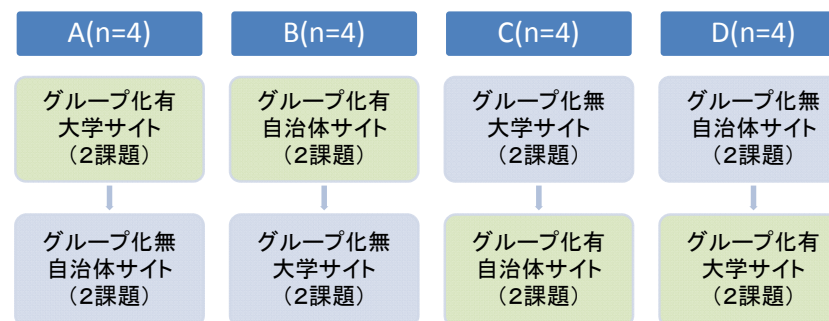 A(n=4)
B(n=4)
C(n=4)
D(n=4)
グループ化有
大学サイト
（2課題）
グループ化有
自治体サイト
（2課題）
グループ化無
大学サイト
（2課題）
グループ化無
自治体サイト
（2課題）
グループ化無
自治体サイト
（2課題）
グループ化無
大学サイト
（2課題）
グループ化有
自治体サイト
（2課題）
グループ化有
大学サイト
（2課題）